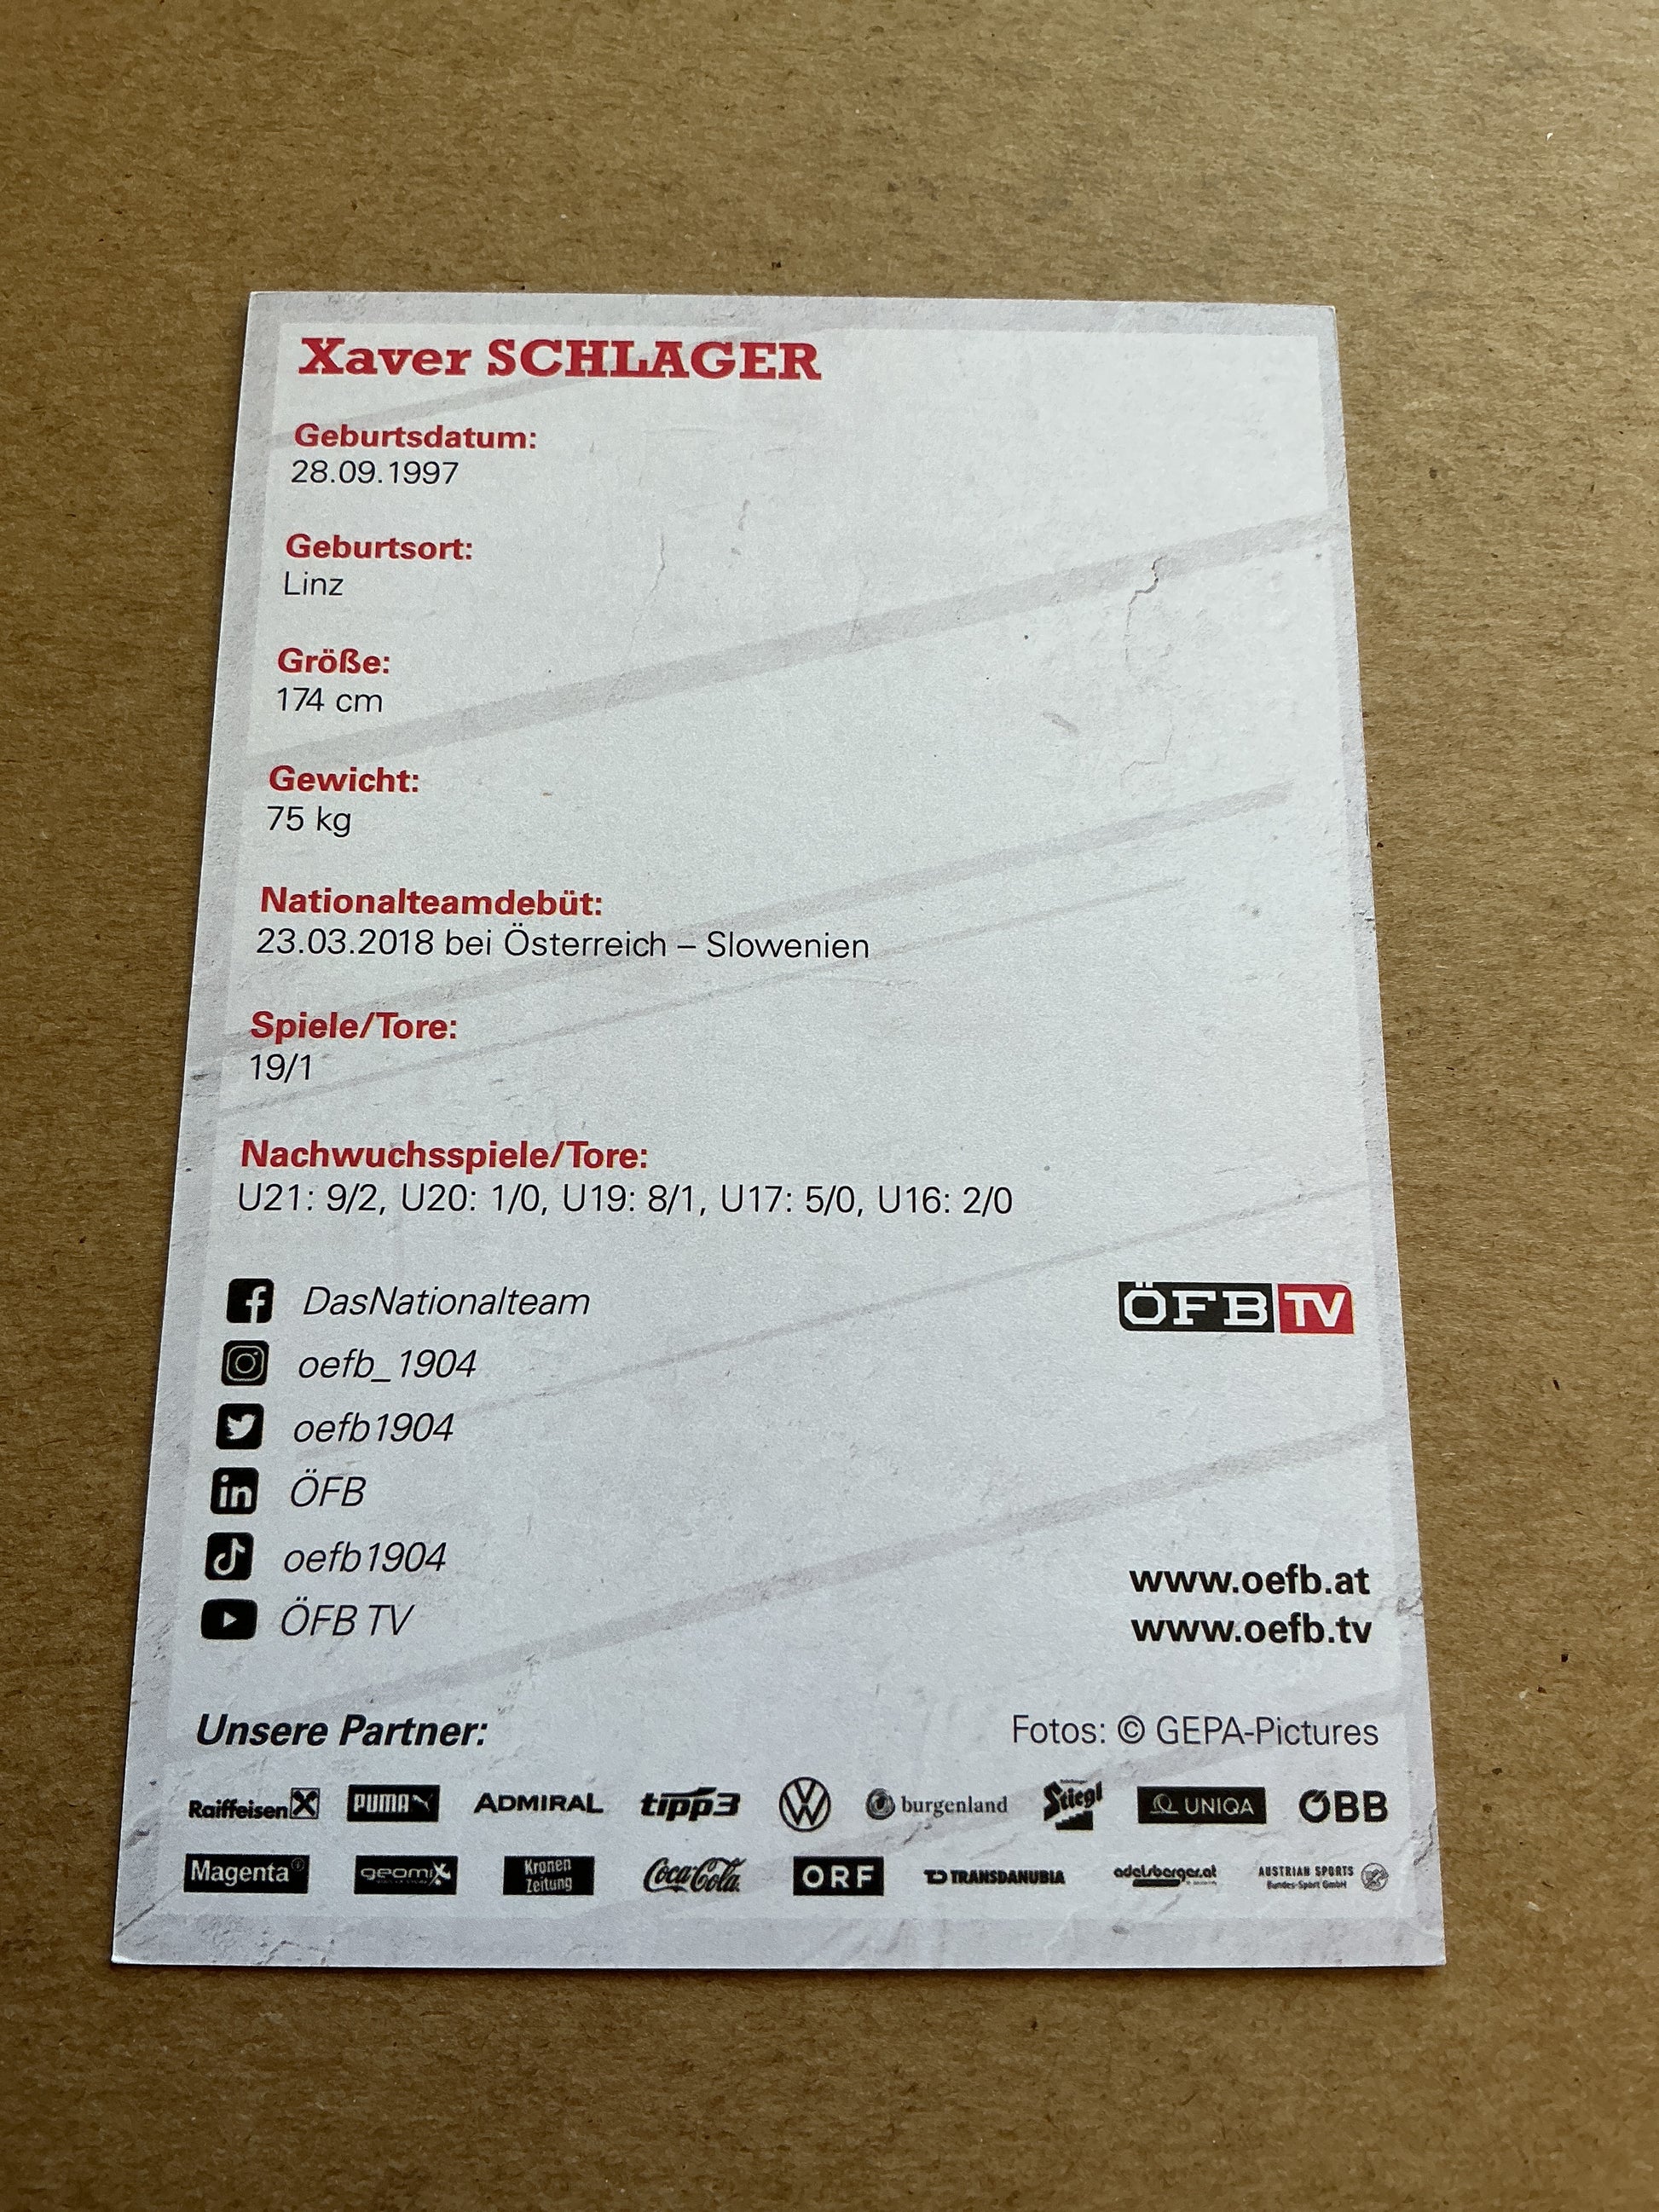 Xaver SCHLAGER
Geburtsdatum:
28.09.1997
Geburtsort:
Linz
Größe:
174 cm
Gewicht:
75 kg
Nationalteamdebüt:
23.03.2018 bei Österreich – Slowenien
Spiele/Tore:
19/1
Nachwuchsspiele/Tore:
U21: 9/2, U20: 1/0, U19: 8/1, U17: 5/0, U16: 2/0
DasNationalteam
ÖFB TV
oefb_1904
oefb1904
ÖFB
oefb1904
ÖFB TV
www.oefb.at
www.oefb.tv
Unsere Partner:
Fotos: © GEPA-Pictures
Raiffeisen PUMA ADMIRAL tipp3 VW burgenland Stiegl UNIQA ÖBB
Magenta geomix Kronen Zeitung Coca-Cola ORF TRANSDANUBIA adelsberger.at AUSTRIAN SPORTS
Bundes-Sport GmbH